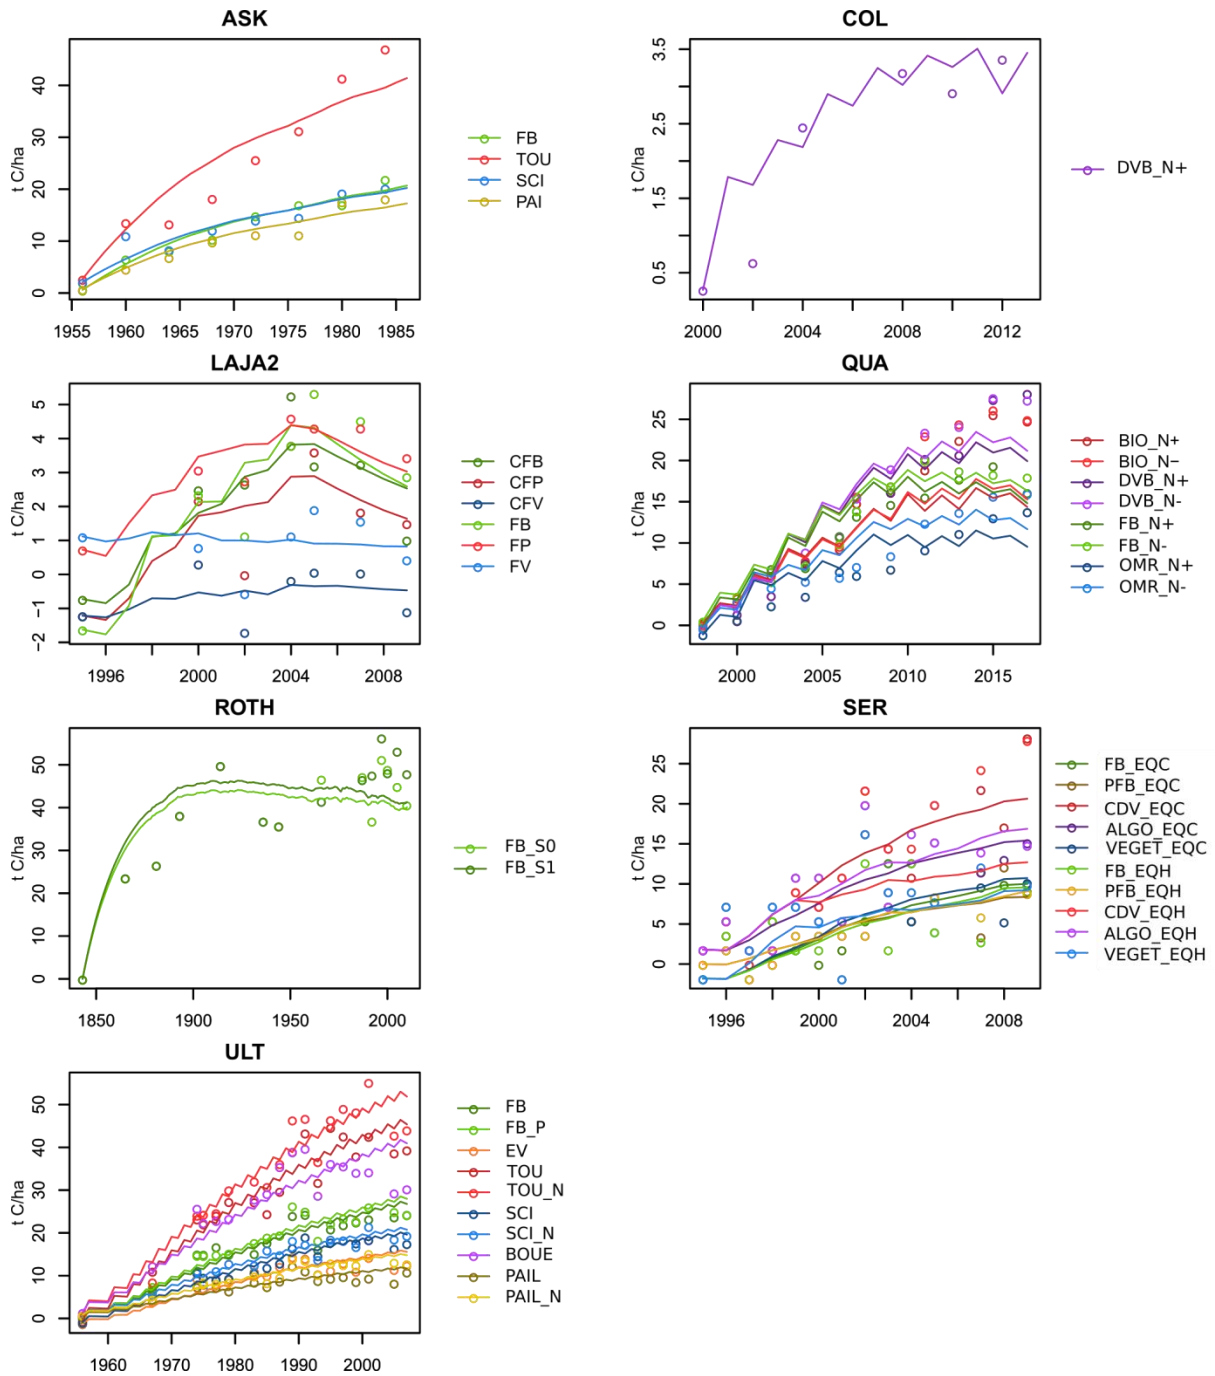 ASK
t C/ha
0 10 20 30 40
1955 1960 1965 1970 1975 1980 1985
FB
TOU
SCI
PAI
COL
t C/ha
0.5 1.5 2.5 3.5
2000 2004 2008 2012
DVB_N+
LAJA2
−2 −1 0 1 2 3 4 5
1996 2000 2004 2008
CFB
CFP
CFV
FB
FP
FV
QUA
t C/ha
0 5 10 15 20 25
2000 2005 2010 2015
BIO_N+
BIO_N−
DVB_N+
DVB_N-
FB_N+
FB_N-
OMR_N+
OMR_N-
ROTH
t C/ha
0 10 20 30 40 50
1850 1900 1950 2000
FB_S0
FB_S1
SER
t C/ha
0 5 10 15 20 25
1996 2000 2004 2008
FB_EQC
PFB_EQC
CDV_EQC
ALGO_EQC
VEGET_EQC
FB_EQH
PFB_EQH
CDV_EQH
ALGO_EQH
VEGET_EQH
ULT
t C/ha
0 10 20 30 40 50
1960 1970 1980 1990 2000
FB
FB_P
EV
TOU
TOU_N
SCI
SCI_N
BOUE
PAIL
PAIL_N